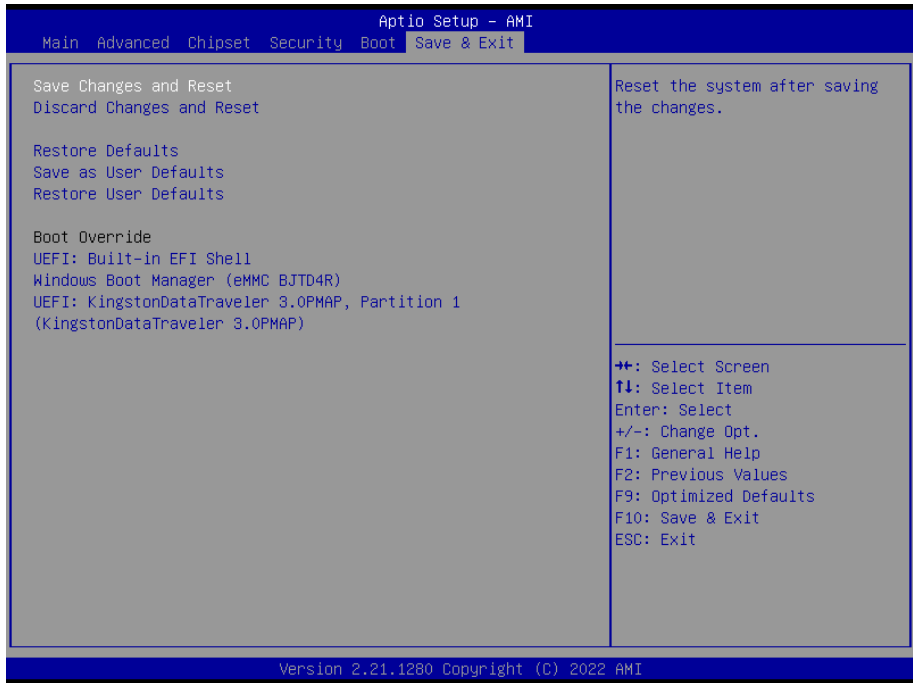 Aptio Setup – AMI
Main Advanced Chipset Security Boot Save & Exit
Save Changes and Reset
Discard Changes and Reset
Restore Defaults
Save as User Defaults
Restore User Defaults
Boot Override
UEFI: Built-in EFI Shell
Windows Boot Manager (eMMC BJTD4R)
UEFI: KingstonDataTraveler 3.0PMAP, Partition 1
(KingstonDataTraveler 3.0PMAP)
Reset the system after saving
the changes.
→←: Select Screen
↑↓: Select Item
Enter: Select
+/-: Change Opt.
F1: General Help
F2: Previous Values
F9: Optimized Defaults
F10: Save & Exit
ESC: Exit
Version 2.21.1280 Copyright (C) 2022 AMI